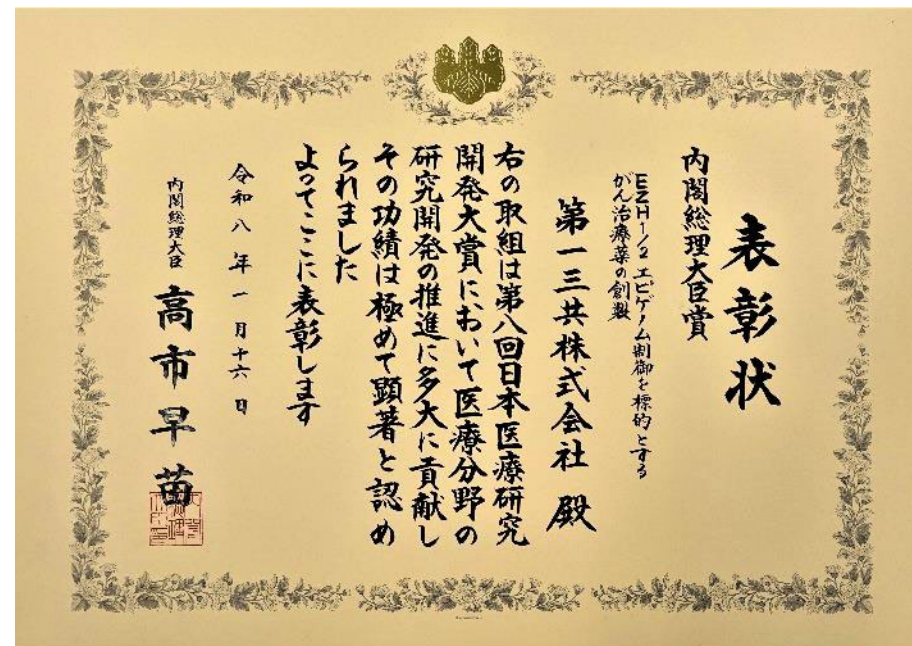 表彰状
内閣総理大臣賞
EZH1/2 エピゲノム制御を標的とする
がん治療薬の創製
第一三共株式会社 殿
右の取組は第八回日本医療研究
開発大賞において医療分野の
研究開発の推進に多大に貢献し
その功績は極めて顕著と認め
られました
よってここに表彰します
令和八年一月十六日
内閣総理大臣 高市早苗